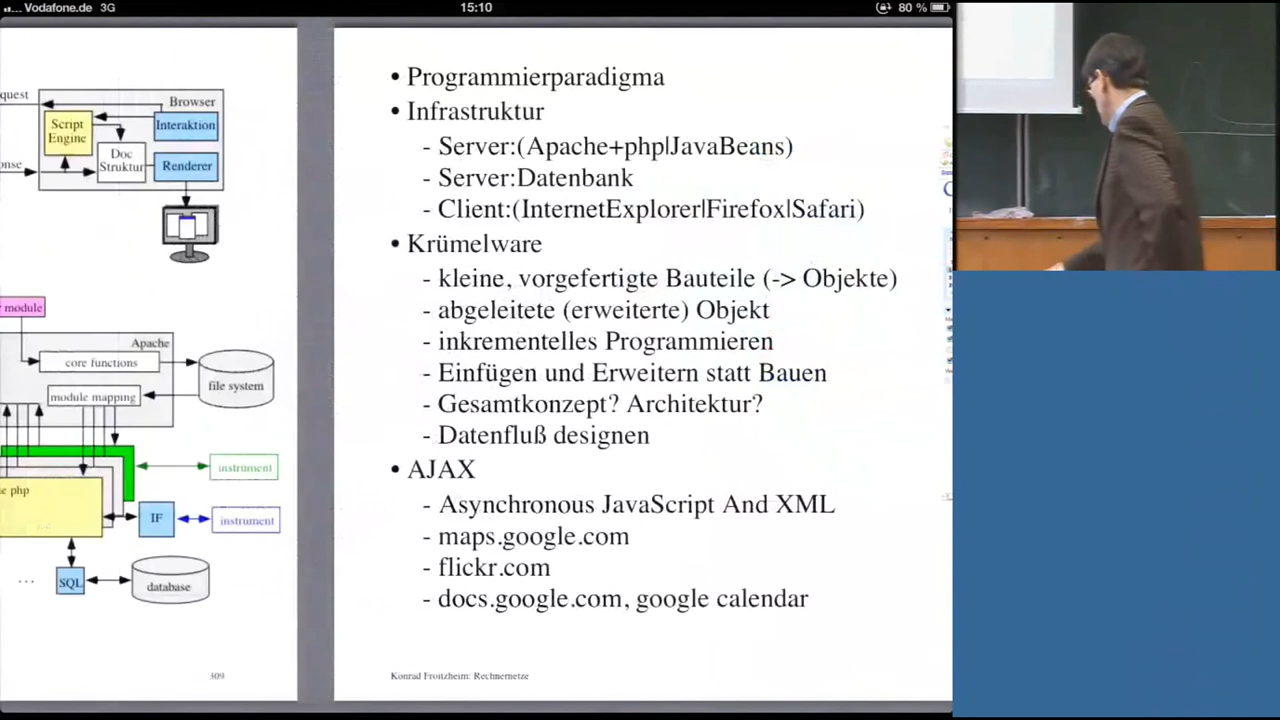 Vodafone.de 3G
15:10
80 %
quest
Browser
Script
Engine
Interaktion
Doc
Struktur
onse
Renderer
r module
Apache
core functions
file system
module mapping
instrument
e php
IF
instrument
...
SQL
database
309
• Programmierparadigma
• Infrastruktur
- Server:(Apache+php|JavaBeans)
- Server:Datenbank
- Client:(InternetExplorer|Firefox|Safari)
• Krümelware
- kleine, vorgefertigte Bauteile (-> Objekte)
- abgeleitete (erweiterte) Objekt
- inkrementelles Programmieren
- Einfügen und Erweitern statt Bauen
- Gesamtkonzept? Architektur?
- Datenfluß designen
• AJAX
- Asynchronous JavaScript And XML
- maps.google.com
- flickr.com
- docs.google.com, google calendar
Konrad Froitzheim: Rechnernetze